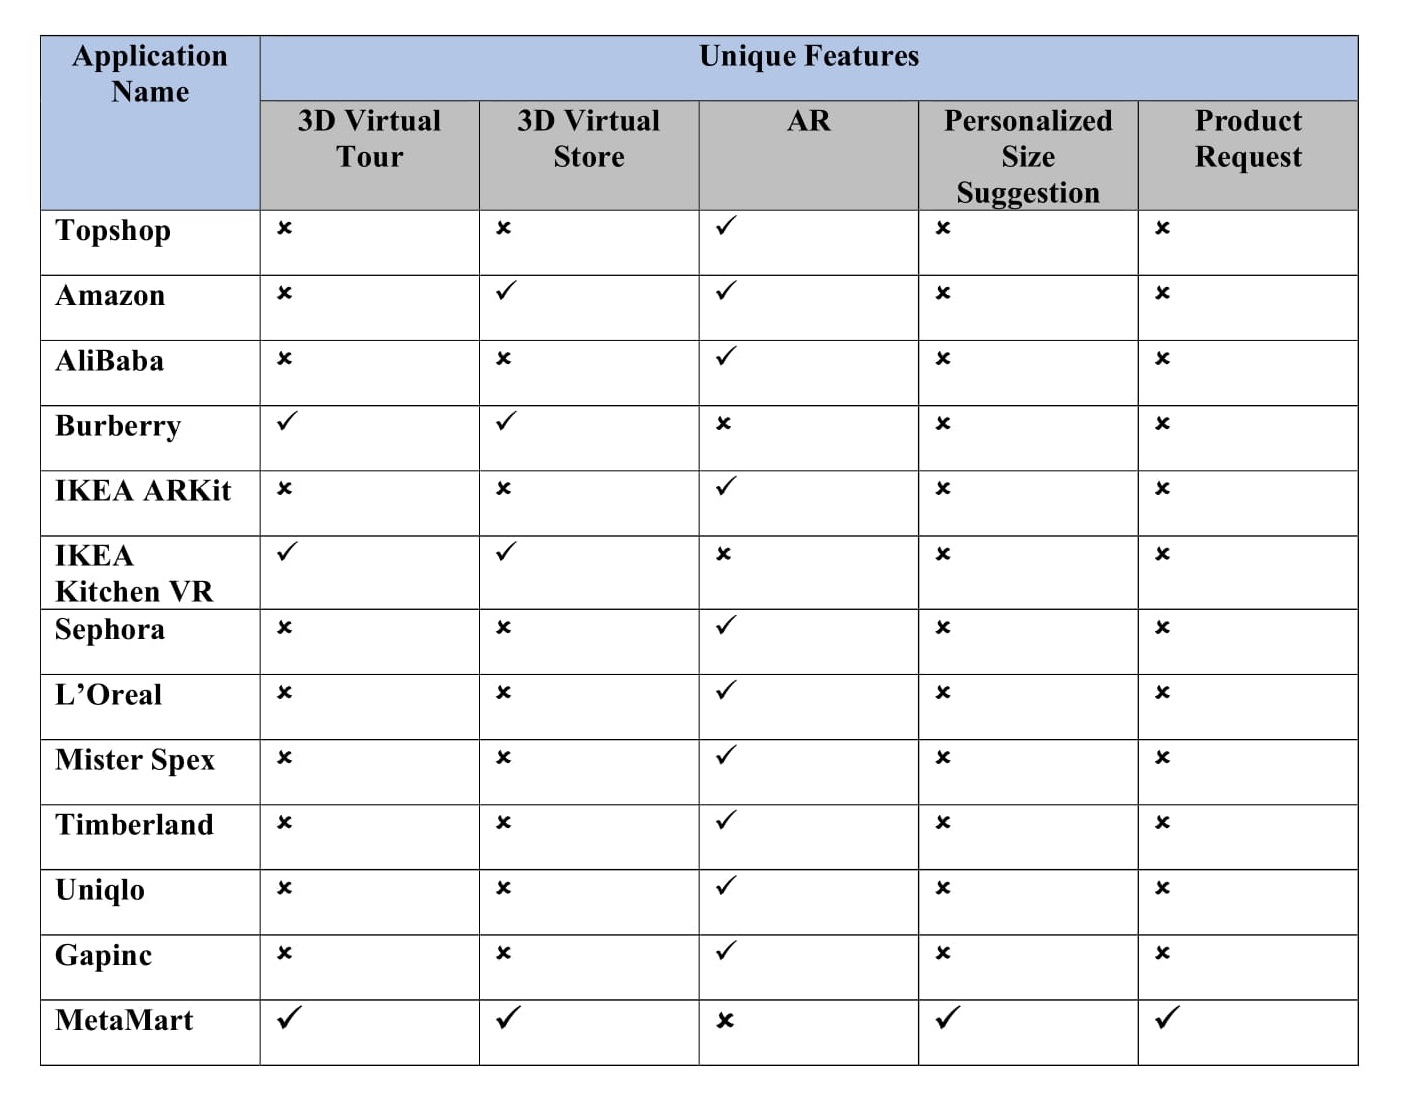 Application
Name
Unique Features
3D Virtual
Tour
3D Virtual
Store
AR
Personalized
Size
Suggestion
Product
Request
Topshop ✗ ✗ ✓ ✗ ✗
Amazon ✗ ✓ ✓ ✗ ✗
AliBaba ✗ ✗ ✓ ✗ ✗
Burberry ✓ ✓ ✗ ✗ ✗
IKEA ARKit ✗ ✗ ✓ ✗ ✗
IKEA ✓ ✓ ✗ ✗ ✗
Kitchen VR
Sephora ✗ ✗ ✓ ✗ ✗
L’Oreal ✗ ✗ ✓ ✗ ✗
Mister Spex ✗ ✗ ✓ ✗ ✗
Timberland ✗ ✗ ✓ ✗ ✗
Uniqlo ✗ ✗ ✓ ✗ ✗
Gapinc ✗ ✗ ✓ ✗ ✗
MetaMart ✓ ✓ ✗ ✓ ✓